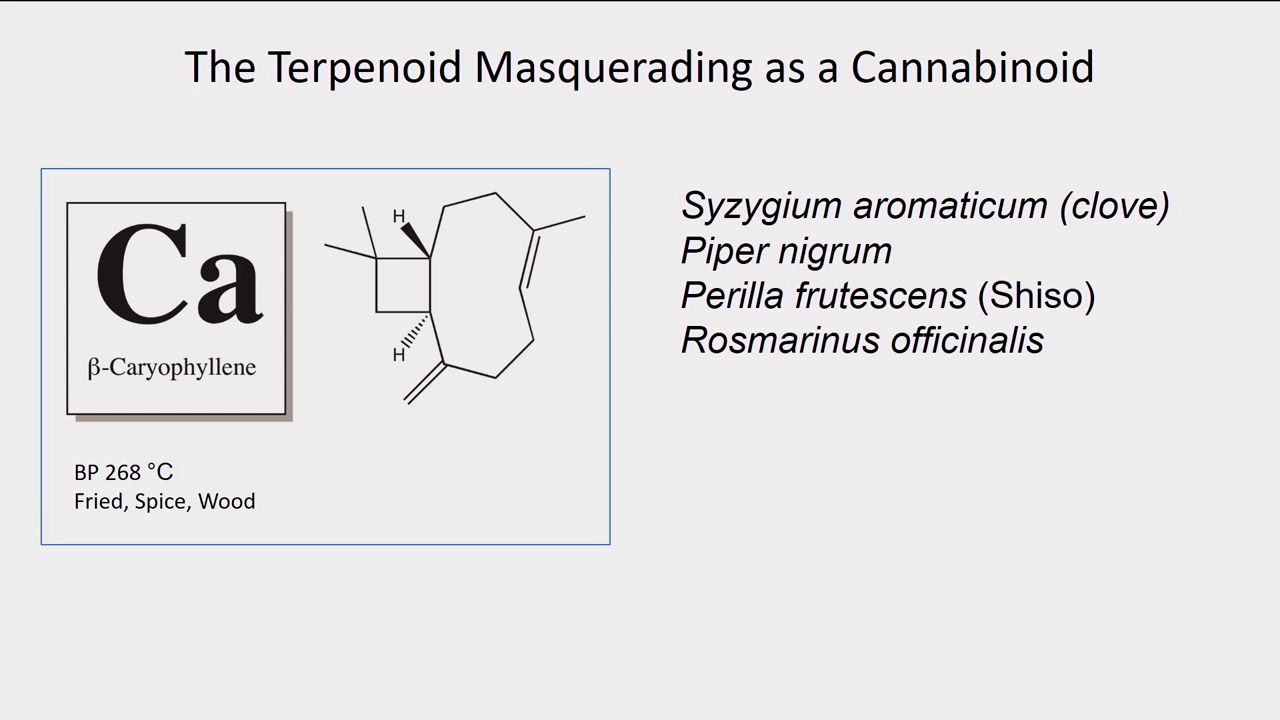 The Terpenoid Masquerading as a Cannabinoid
Ca
β-Caryophyllene
H
H
BP 268 °C
Fried, Spice, Wood
Syzygium aromaticum (clove)
Piper nigrum
Perilla frutescens (Shiso)
Rosmarinus officinalis